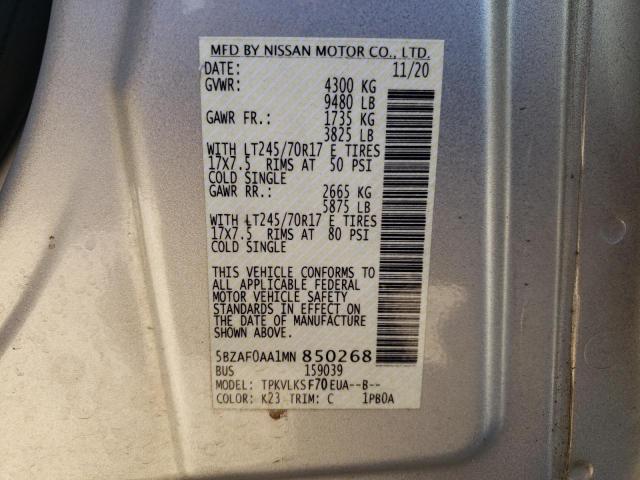 MFD BY NISSAN MOTOR CO., LTD.
DATE: 11/20
GVWR: 4300 KG
9480 LB
GAWR FR.: 1735 KG
3825 LB
WITH LT245/70R17 E TIRES
17X7.5 RIMS AT 50 PSI
COLD SINGLE
GAWR RR.: 2665 KG
5875 LB
WITH LT245/70R17 E TIRES
17X7.5 RIMS AT 80 PSI
COLD SINGLE
THIS VEHICLE CONFORMS TO
ALL APPLICABLE FEDERAL
MOTOR VEHICLE SAFETY
STANDARDS IN EFFECT ON
THE DATE OF MANUFACTURE
SHOWN ABOVE.
5BZAF0AA1MN 850268
BUS 159039
MODEL: TPKVLKSF70EUA--B--
COLOR: K23 TRIM: C 1PB0A